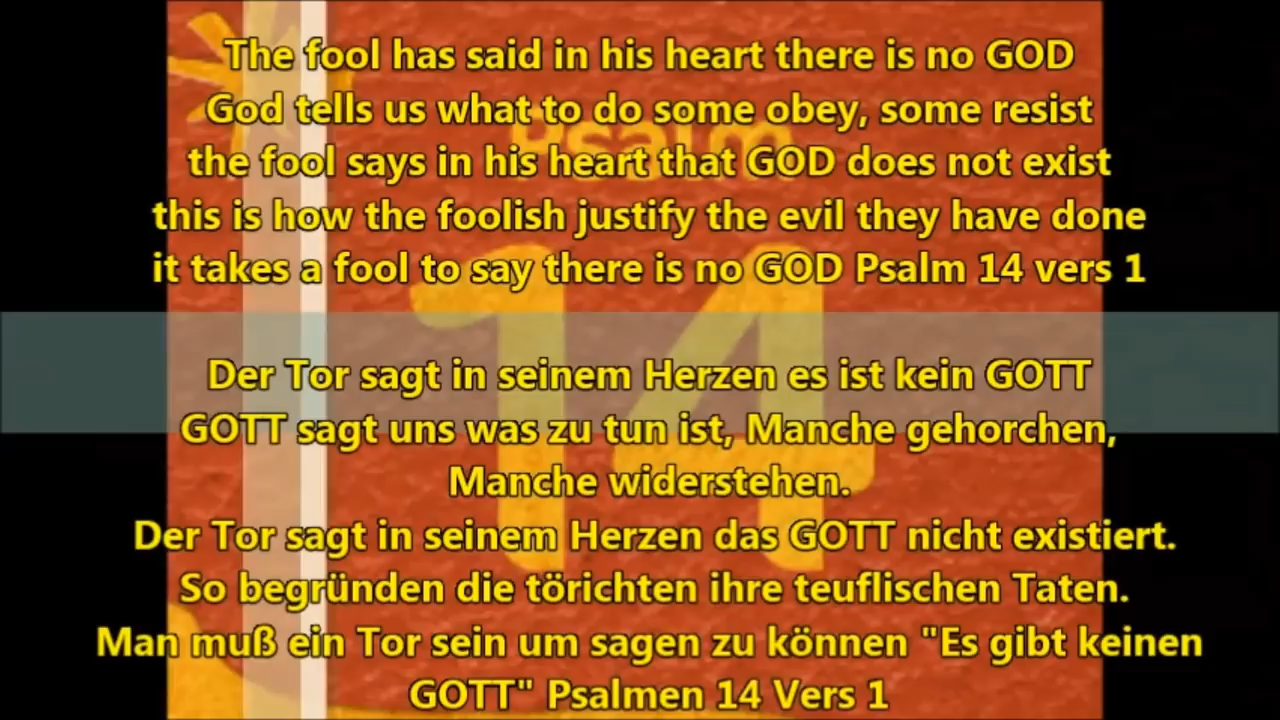 The fool has said in his heart there is no GOD
God tells us what to do some obey, some resist
Psalm
the fool says in his heart that GOD does not exist
this is how the foolish justify the evil they have done
it takes a fool to say there is no GOD Psalm 14 vers 1
14
Der Tor sagt in seinem Herzen es ist kein GOTT
GOTT sagt uns was zu tun ist, Manche gehorchen,
Manche widerstehen.
Der Tor sagt in seinem Herzen das GOTT nicht existiert.
So begründen die törichten ihre teuflischen Taten.
Man muß ein Tor sein um sagen zu können "Es gibt keinen
GOTT" Psalmen 14 Vers 1